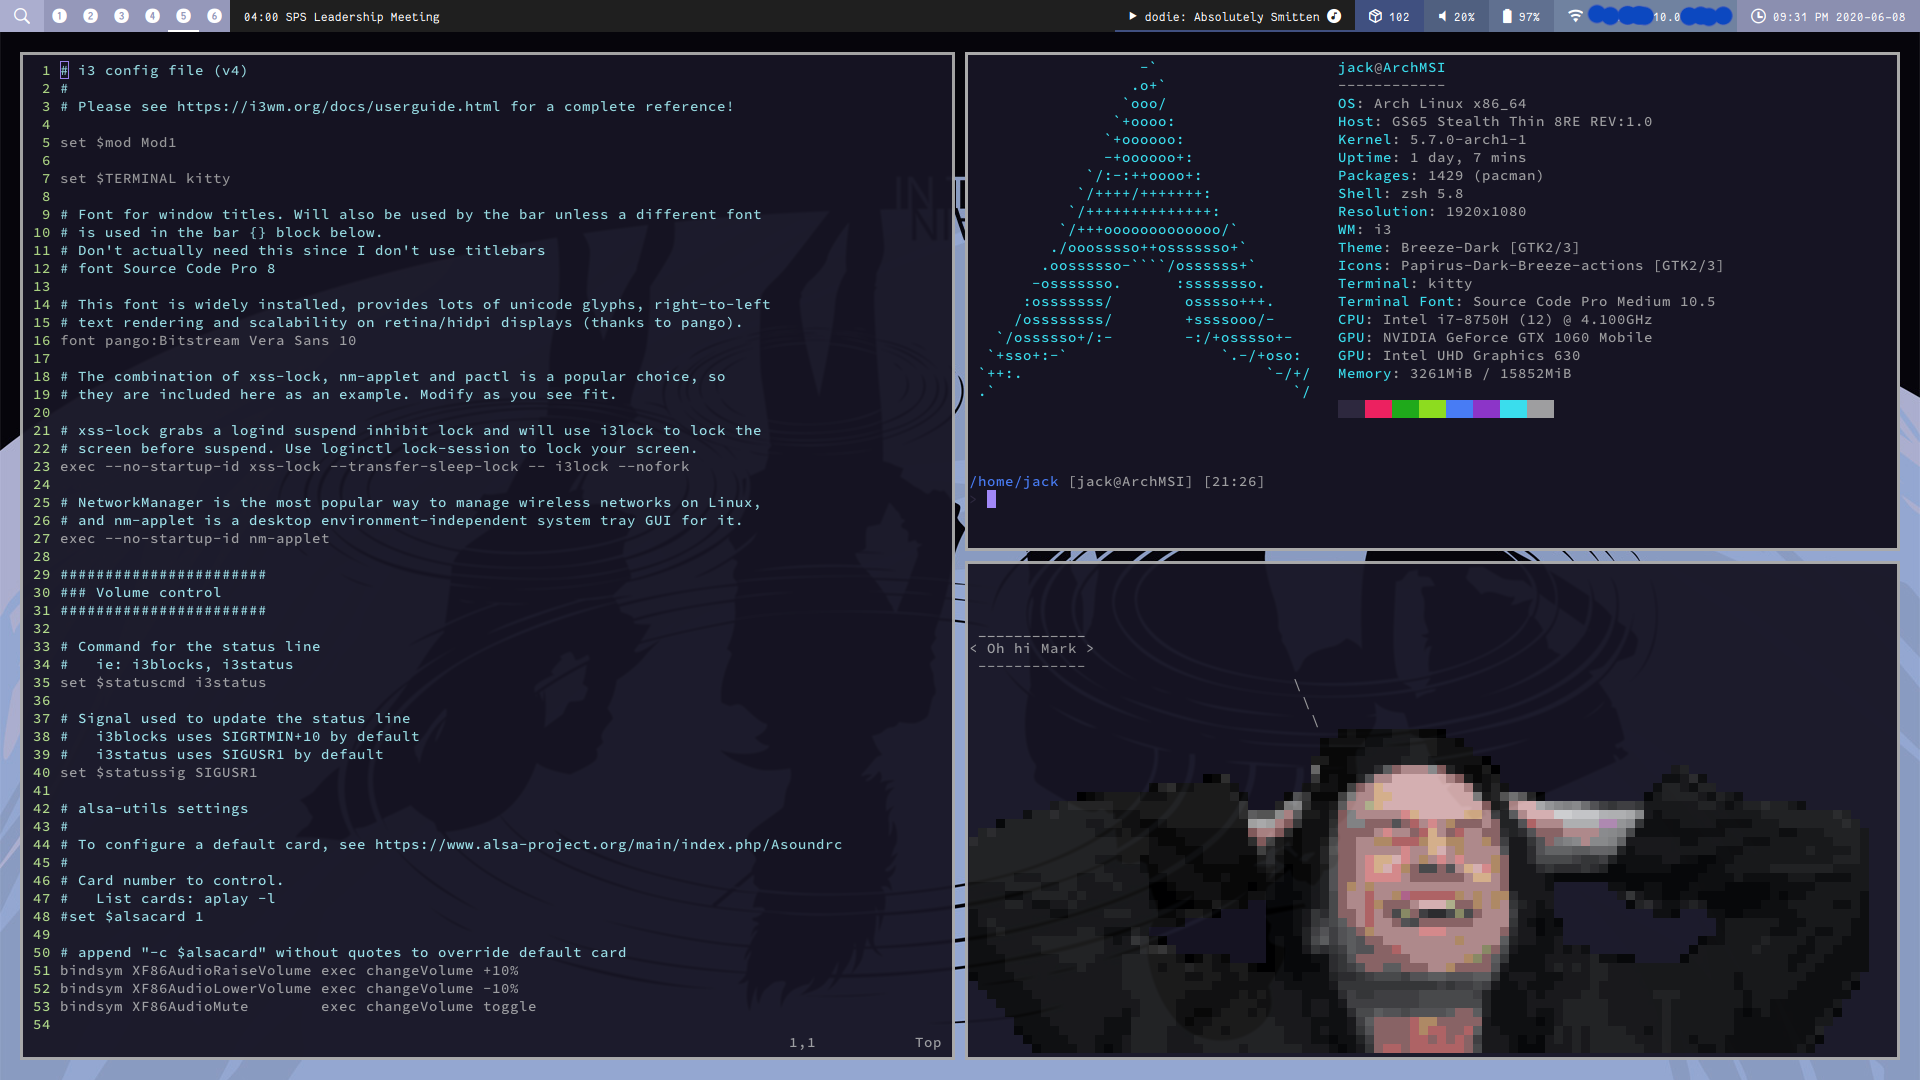 1 2 3 4 5 6 04:00 SPS Leadership Meeting dodie: Absolutely Smitten 102 20% 97% 10.0 09:31 PM 2020-06-08
1 # i3 config file (v4)
2 #
3 # Please see https://i3wm.org/docs/userguide.html for a complete reference!
4
5 set $mod Mod1
6
7 set $TERMINAL kitty
8
9 # Font for window titles. Will also be used by the bar unless a different font
10 # is used in the bar {} block below.
11 # Don't actually need this since I don't use titlebars
12 # font Source Code Pro 8
13
14 # This font is widely installed, provides lots of unicode glyphs, right-to-left
15 # text rendering and scalability on retina/hidpi displays (thanks to pango).
16 font pango:Bitstream Vera Sans 10
17
18 # The combination of xss-lock, nm-applet and pactl is a popular choice, so
19 # they are included here as an example. Modify as you see fit.
20
21 # xss-lock grabs a logind suspend inhibit lock and will use i3lock to lock the
22 # screen before suspend. Use loginctl lock-session to lock your screen.
23 exec --no-startup-id xss-lock --transfer-sleep-lock -- i3lock --nofork
24
25 # NetworkManager is the most popular way to manage wireless networks on Linux,
26 # and nm-applet is a desktop environment-independent system tray GUI for it.
27 exec --no-startup-id nm-applet
28
29 #######################
30 ### Volume control
31 #######################
32
33 # Command for the status line
34 #   ie: i3blocks, i3status
35 set $statuscmd i3status
36
37 # Signal used to update the status line
38 #   i3blocks uses SIGRTMIN+10 by default
39 #   i3status uses SIGUSR1 by default
40 set $statussig SIGUSR1
41
42 # alsa-utils settings
43 #
44 # To configure a default card, see https://www.alsa-project.org/main/index.php/Asoundrc
45 #
46 # Card number to control.
47 #   List cards: aplay -l
48 #set $alsacard 1
49
50 # append "-c $alsacard" without quotes to override default card
51 bindsym XF86AudioRaiseVolume exec changeVolume +10%
52 bindsym XF86AudioLowerVolume exec changeVolume -10%
53 bindsym XF86AudioMute        exec changeVolume toggle
54
1,1 Top
-`
.o+`
`ooo/
`+oooo:
`+oooooo:
-+oooooo+:
`/:-:++oooo+:
`/++++/+++++++:
`/++++++++++++++:
`/+++ooooooooooooo/`
./ooosssso++osssssso+`
.oossssso-````/ossssss+`
-osssssso.      :ssssssso.
:osssssss/        osssso+++.
/ossssssss/        +ssssooo/-
`/ossssso+/:-        -:/+osssso+-
`+sso+:-`                 `.-/+oso:
`++:.                           `-/+/
.`                                 `/
jack@ArchMSI
------------
OS: Arch Linux x86_64
Host: GS65 Stealth Thin 8RE REV:1.0
Kernel: 5.7.0-arch1-1
Uptime: 1 day, 7 mins
Packages: 1429 (pacman)
Shell: zsh 5.8
Resolution: 1920x1080
WM: i3
Theme: Breeze-Dark [GTK2/3]
Icons: Papirus-Dark-Breeze-actions [GTK2/3]
Terminal: kitty
Terminal Font: Source Code Pro Medium 10.5
CPU: Intel i7-8750H (12) @ 4.100GHz
GPU: NVIDIA GeForce GTX 1060 Mobile
GPU: Intel UHD Graphics 630
Memory: 3261MiB / 15852MiB
/home/jack [jack@ArchMSI] [21:26]
>
____________
< Oh hi Mark >
------------
\
\
\